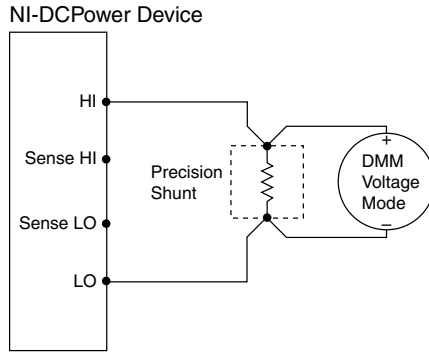 NI-DCPower Device
HI
Sense HI
Sense LO
LO
Precision
Shunt
+
DMM
Voltage
Mode
–